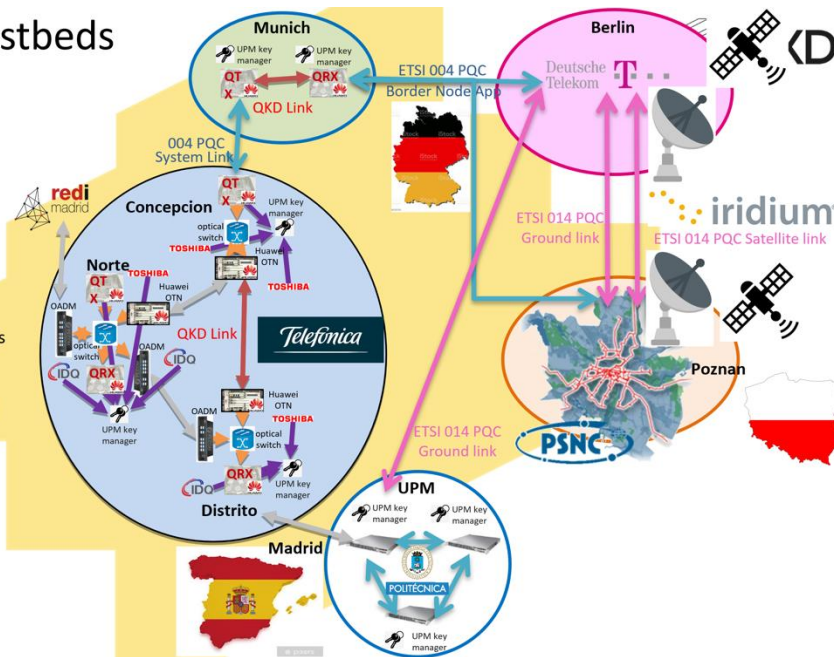 stbeds
Munich
UPM key
manager
UPM key
manager
QT
X
QRX
QKD Link
ETSI 004 PQC
Border Node App
Berlin
Deutsche
Telekom
T
KD
004 PQC
System Link
redi
madrid
Concepcion
QT
X
UPM key
manager
optical
switch
TOSHIBA
Huawei
OTN
TOSHIBA
Norte
TOSHIBA
QT
X
Huawei
OTN
OADM
optical
switch
OADM
QKD Link
Telefónica
s
IDQ
QRX
IDQ
UPM key
manager
Huawei
OTN
TOSHIBA
OADM
optical
switch
QRX
IDQ
UPM key
manager
Distrito
Madrid
ETSI 014 PQC
Ground link
iridium
ETSI 014 PQC Satellite link
Poznan
PSNC
ETSI 014 PQC
Ground link
UPM
UPM key
manager
UPM key
manager
POLITÉCNICA
UPM key
manager